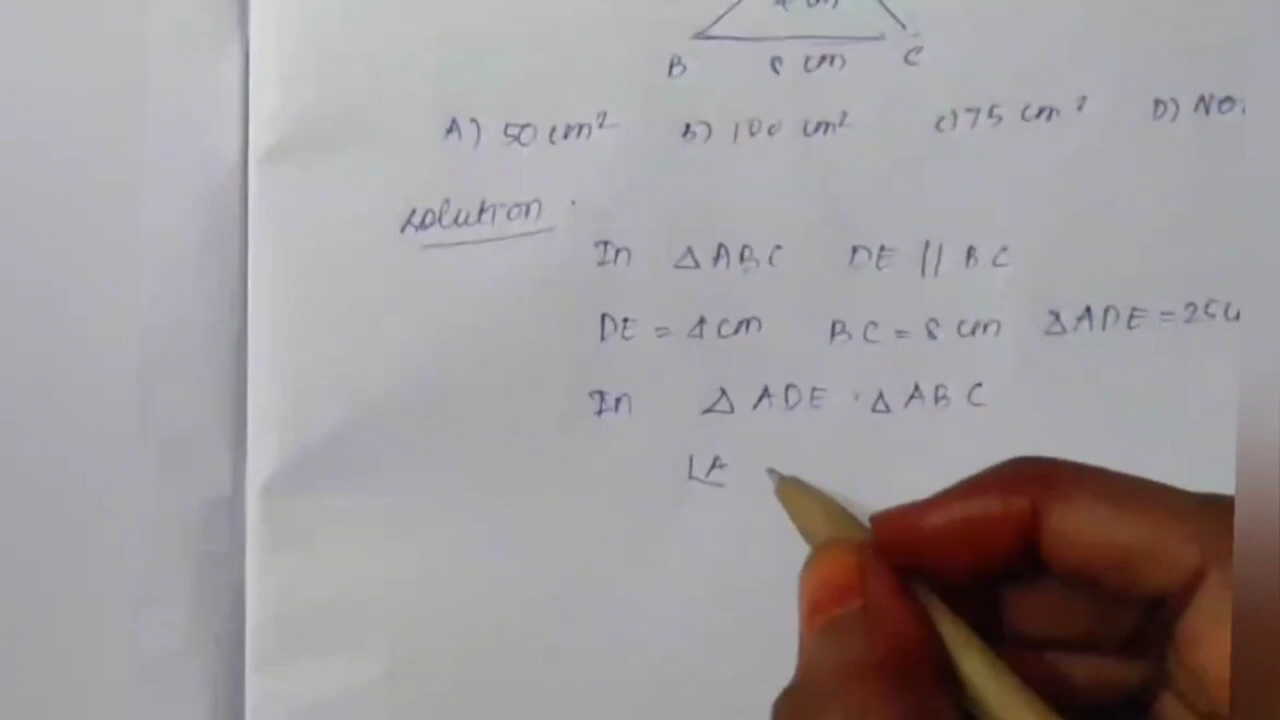 B 8 cm C
A) 50 cm² B) 100 cm² C) 75 cm² D) NO.
Solution
In △ABC DE || BC
DE = 4 cm BC = 8 cm △ADE =
In △ADE . △ABC
∠A